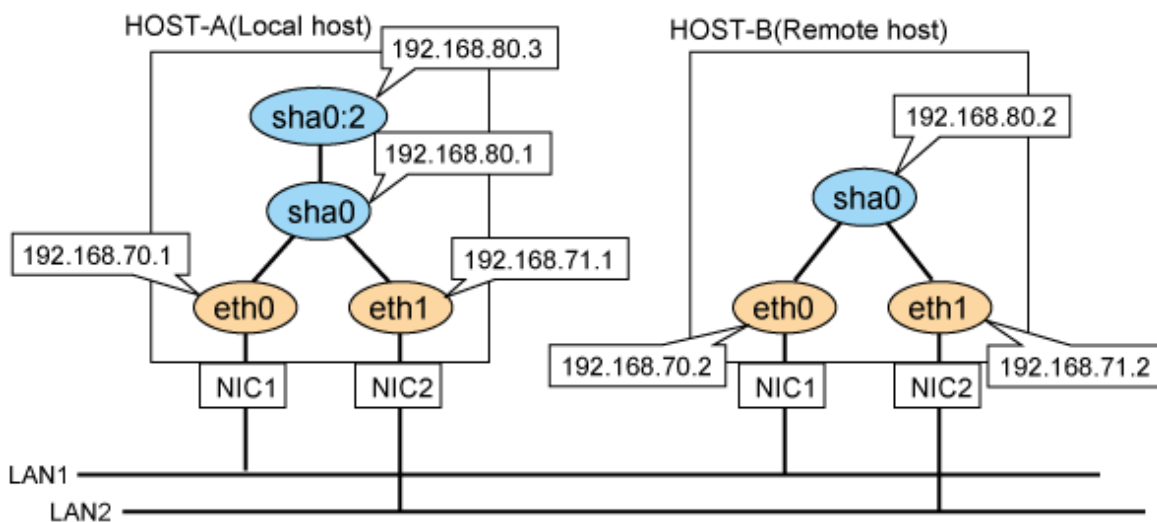 HOST-A(Local host)
HOST-B(Remote host)
192.168.80.3
sha0:2
192.168.80.2
192.168.80.1
sha0
sha0
192.168.70.1
192.168.71.1
eth0
eth1
eth0
eth1
192.168.70.2
192.168.71.2
NIC1
NIC2
NIC1
NIC2
LAN1
LAN2